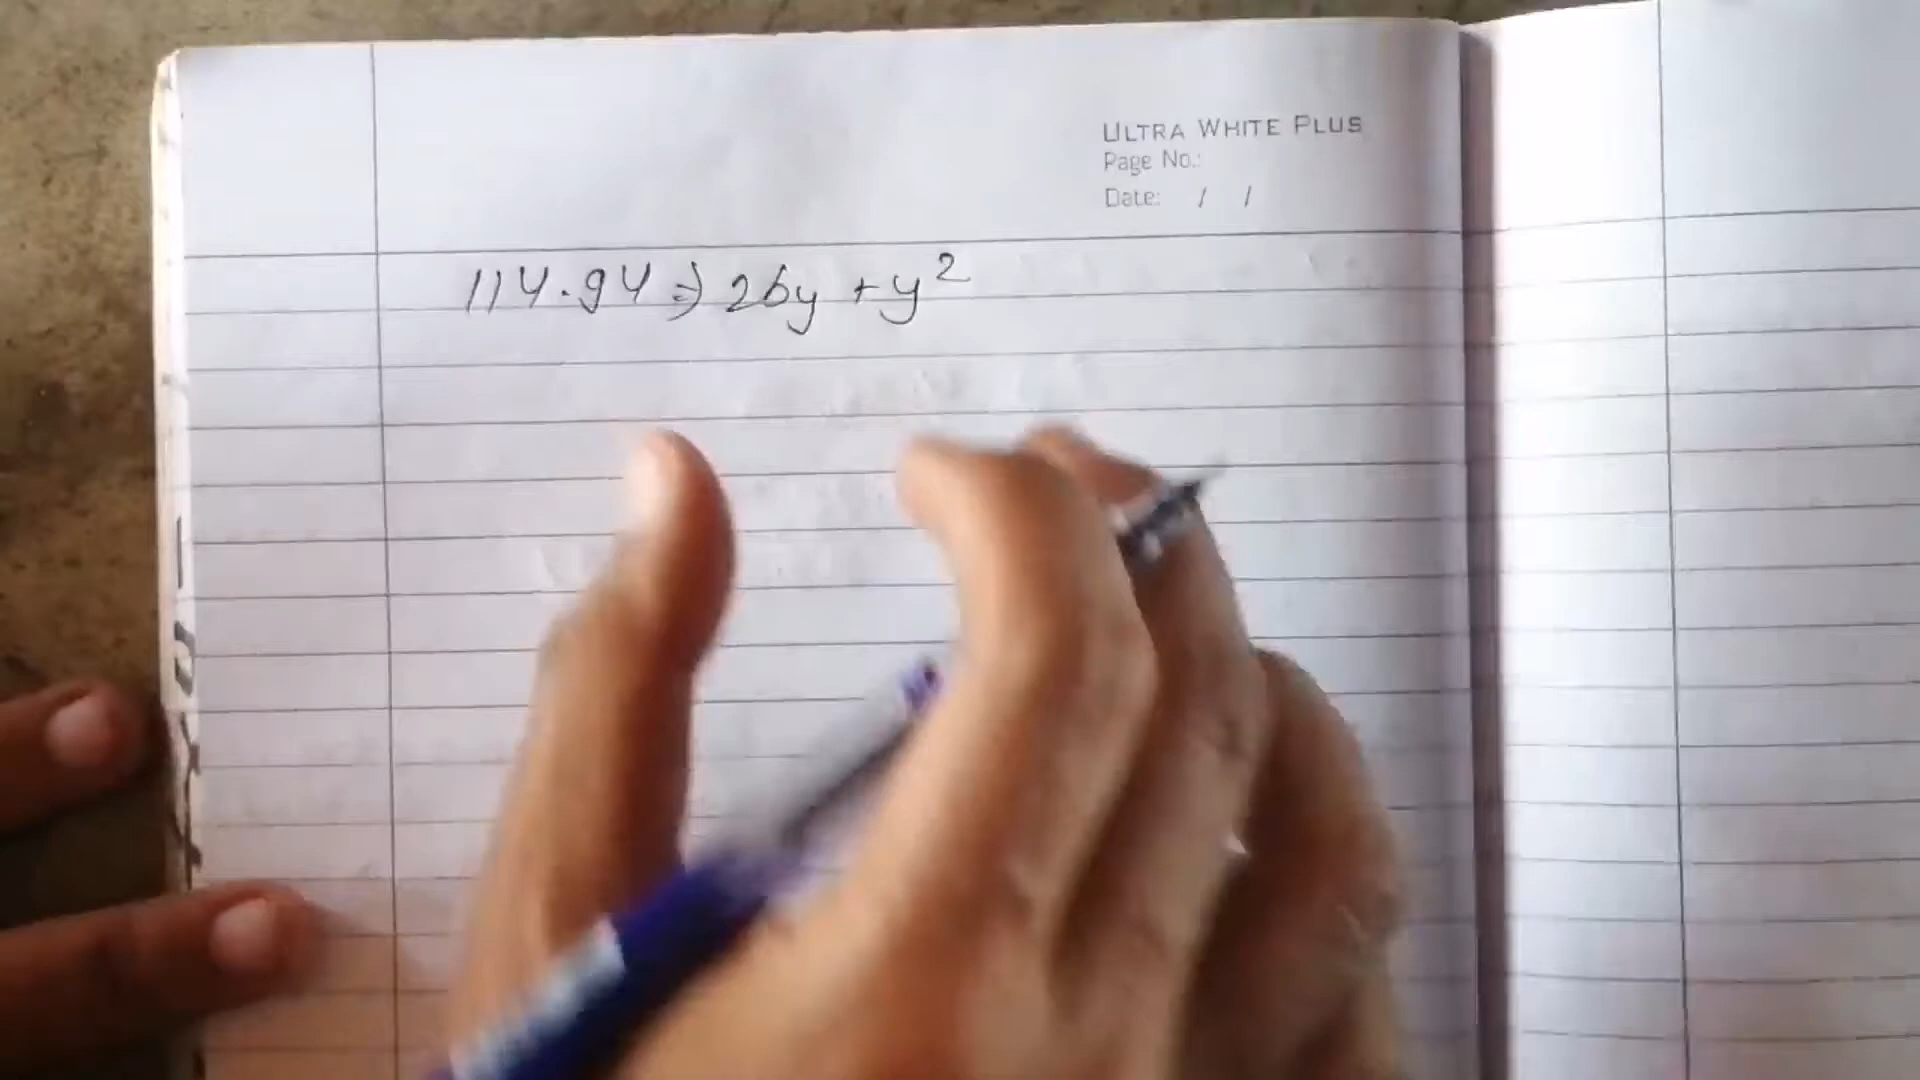 ULTRA WHITE PLUS
Page No.:
Date: / /
114.94 ⇒ 26y + y²